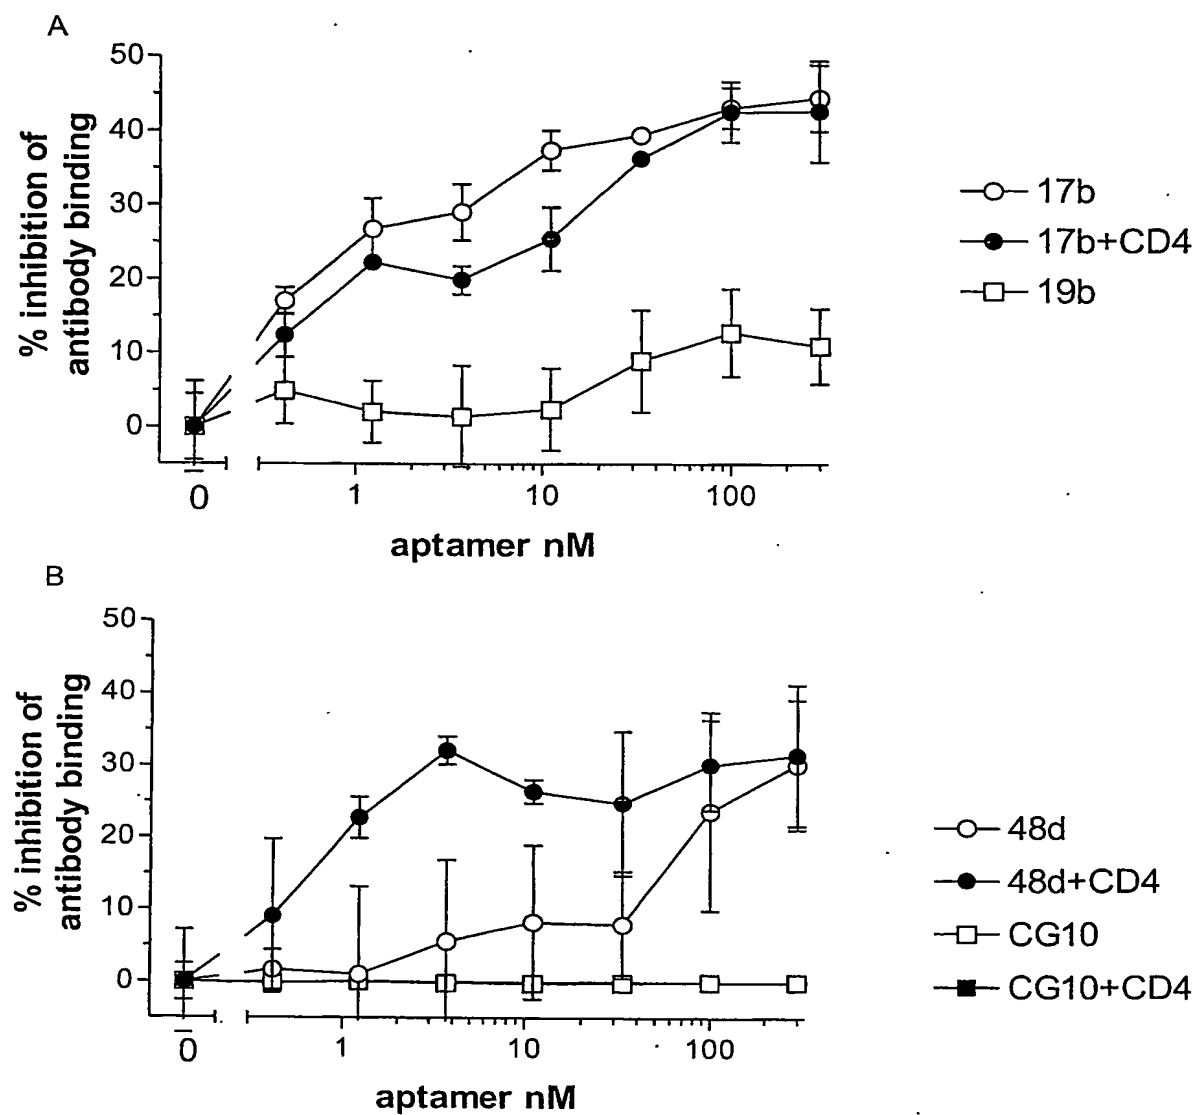 A
50
40
30
20
10
0
% inhibition of
antibody binding
0
1
10
100
aptamer nM
17b
17b+CD4
19b
B
50
40
30
20
10
0
% inhibition of
antibody binding
0
1
10
100
aptamer nM
48d
48d+CD4
CG10
CG10+CD4